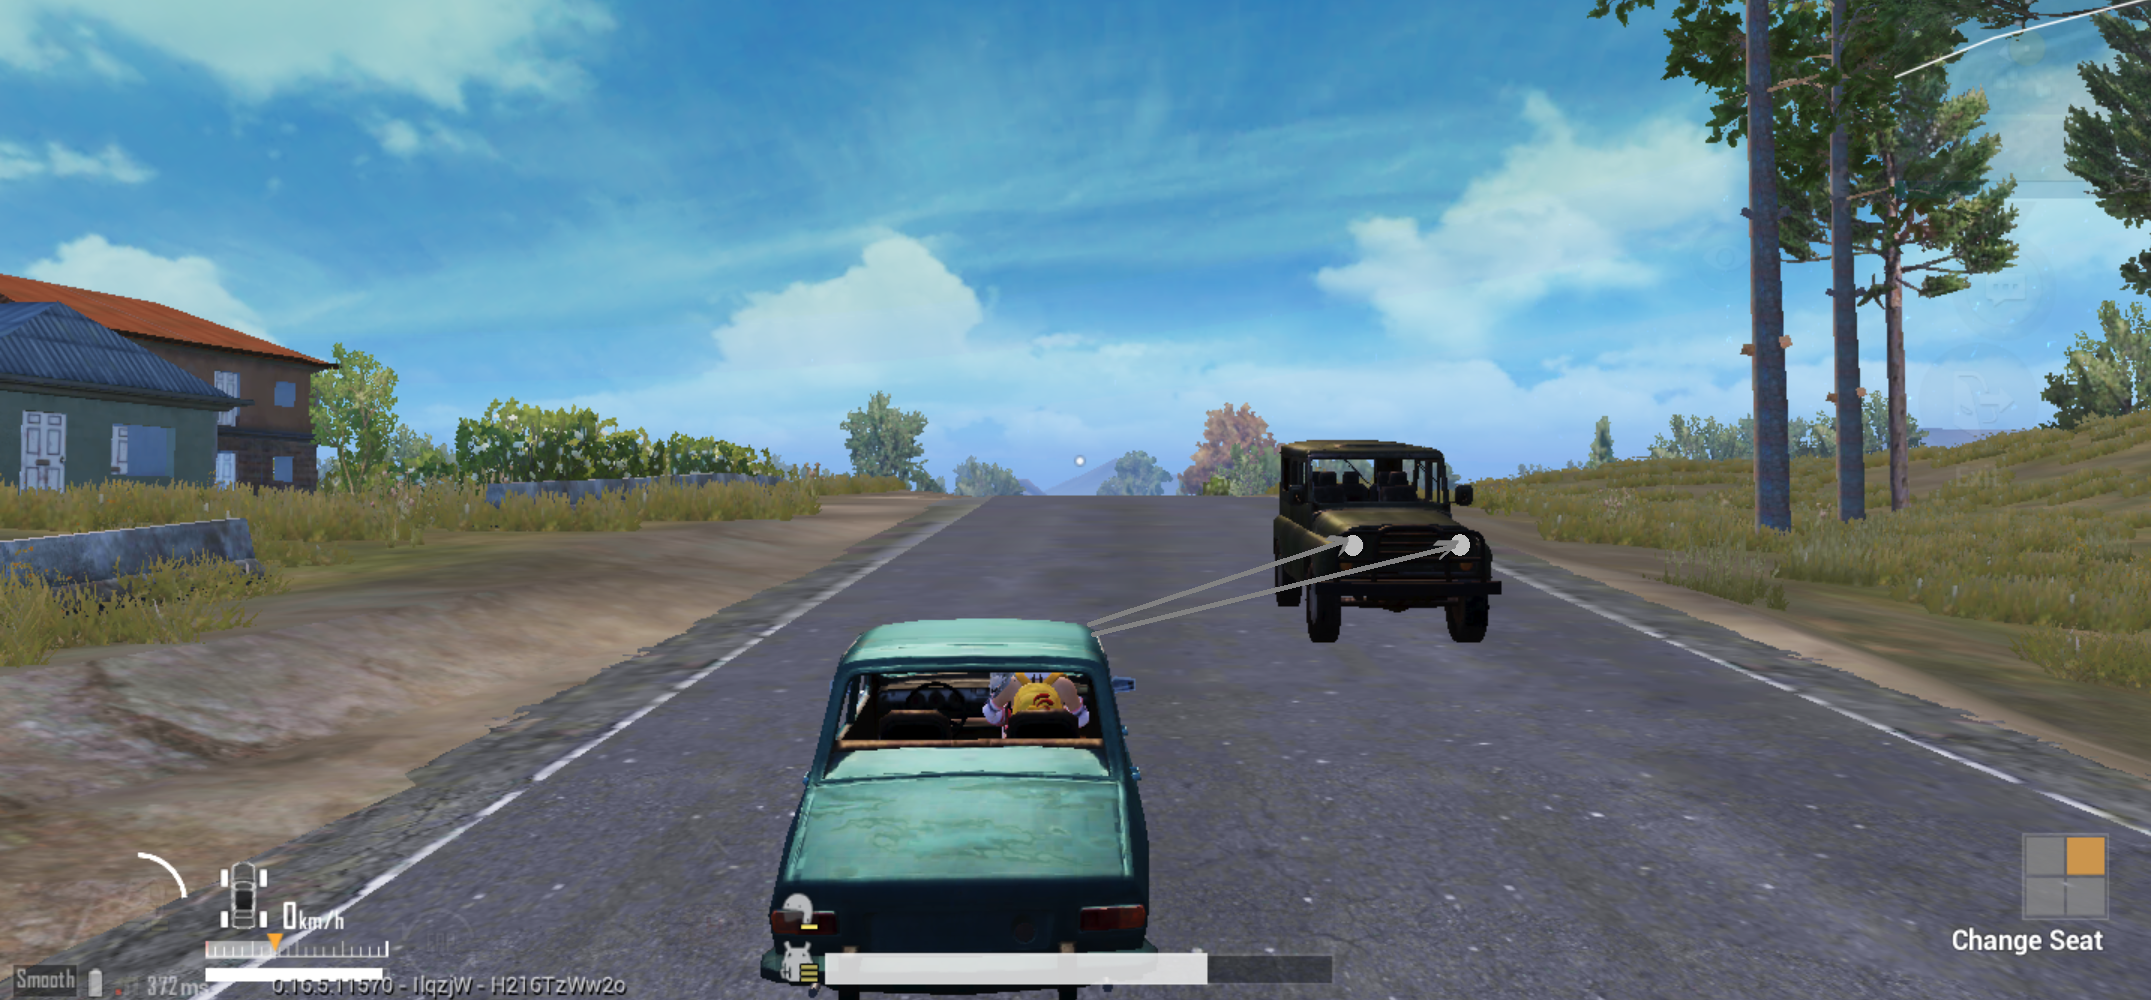 0km/h
Change Seat
Smooth
372ms
0.16.5.11570 - IlqzjW - H216TzWw2o